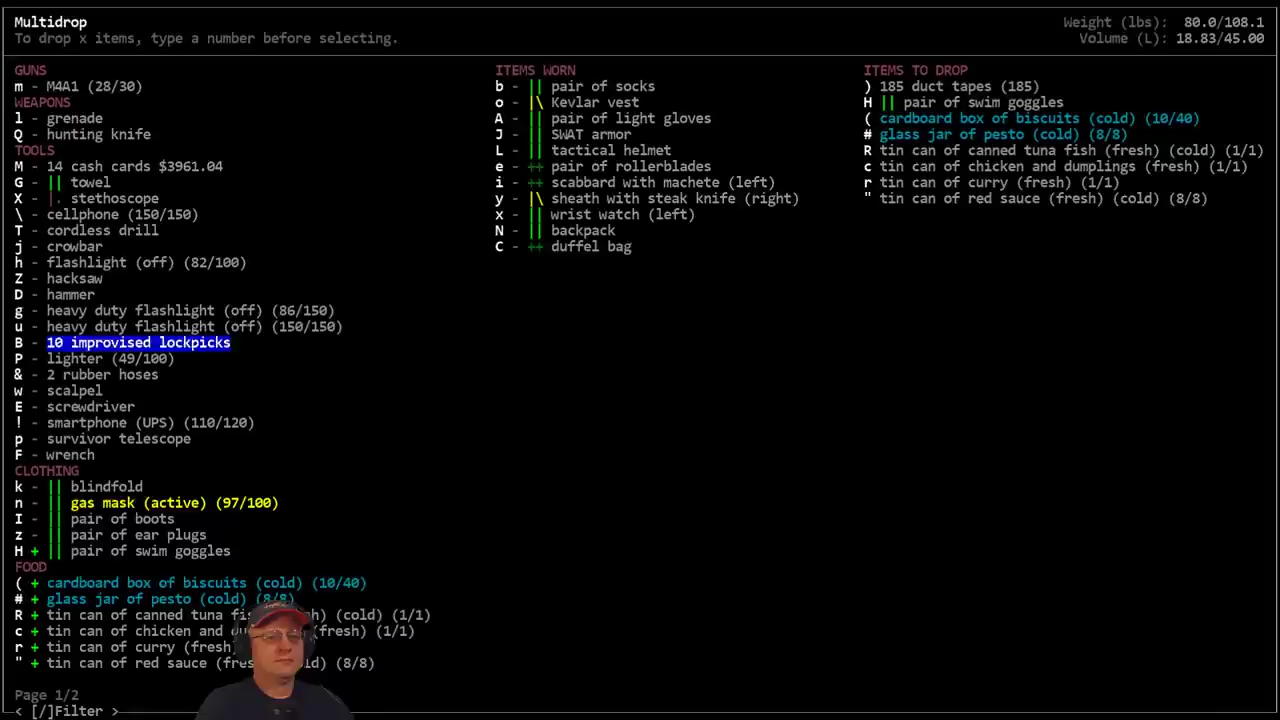 Multidrop
To drop x items, type a number before selecting.
Weight (lbs): 80.0/108.1
Volume (L): 18.83/45.00
GUNS
m - M4A1 (28/30)
WEAPONS
l - grenade
Q - hunting knife
TOOLS
M - 14 cash cards $3961.04
G - || towel
X - |. stethoscope
\ - cellphone (150/150)
T - cordless drill
j - crowbar
h - flashlight (off) (82/100)
Z - hacksaw
D - hammer
g - heavy duty flashlight (off) (86/150)
u - heavy duty flashlight (off) (150/150)
B - 10 improvised lockpicks
P - lighter (49/100)
& - 2 rubber hoses
w - scalpel
E - screwdriver
! - smartphone (UPS) (110/120)
p - survivor telescope
F - wrench
CLOTHING
k - || blindfold
n - || gas mask (active) (97/100)
I - || pair of boots
z - || pair of ear plugs
H + || pair of swim goggles
FOOD
( + cardboard box of biscuits (cold) (10/40)
# + glass jar of pesto (cold) (8/8)
R + tin can of canned tuna (cold) (1/1)
c + tin can of chicken and (fresh) (1/1)
r + tin can of curry (fresh)
" + tin can of red sauce (8/8)
Page 1/2
< [/]Filter >
ITEMS WORN
b - || pair of socks
o - |\ Kevlar vest
A - || pair of light gloves
J - || SWAT armor
L - || tactical helmet
e - ++ pair of rollerblades
i - ++ scabbard with machete (left)
y - |\ sheath with steak knife (right)
x - || wrist watch (left)
N - || backpack
C - ++ duffel bag
ITEMS TO DROP
) 185 duct tapes (185)
H || pair of swim goggles
( cardboard box of biscuits (cold) (10/40)
# glass jar of pesto (cold) (8/8)
R tin can of canned tuna fish (fresh) (cold) (1/1)
c tin can of chicken and dumplings (fresh) (1/1)
r tin can of curry (fresh) (1/1)
" tin can of red sauce (fresh) (cold) (8/8)